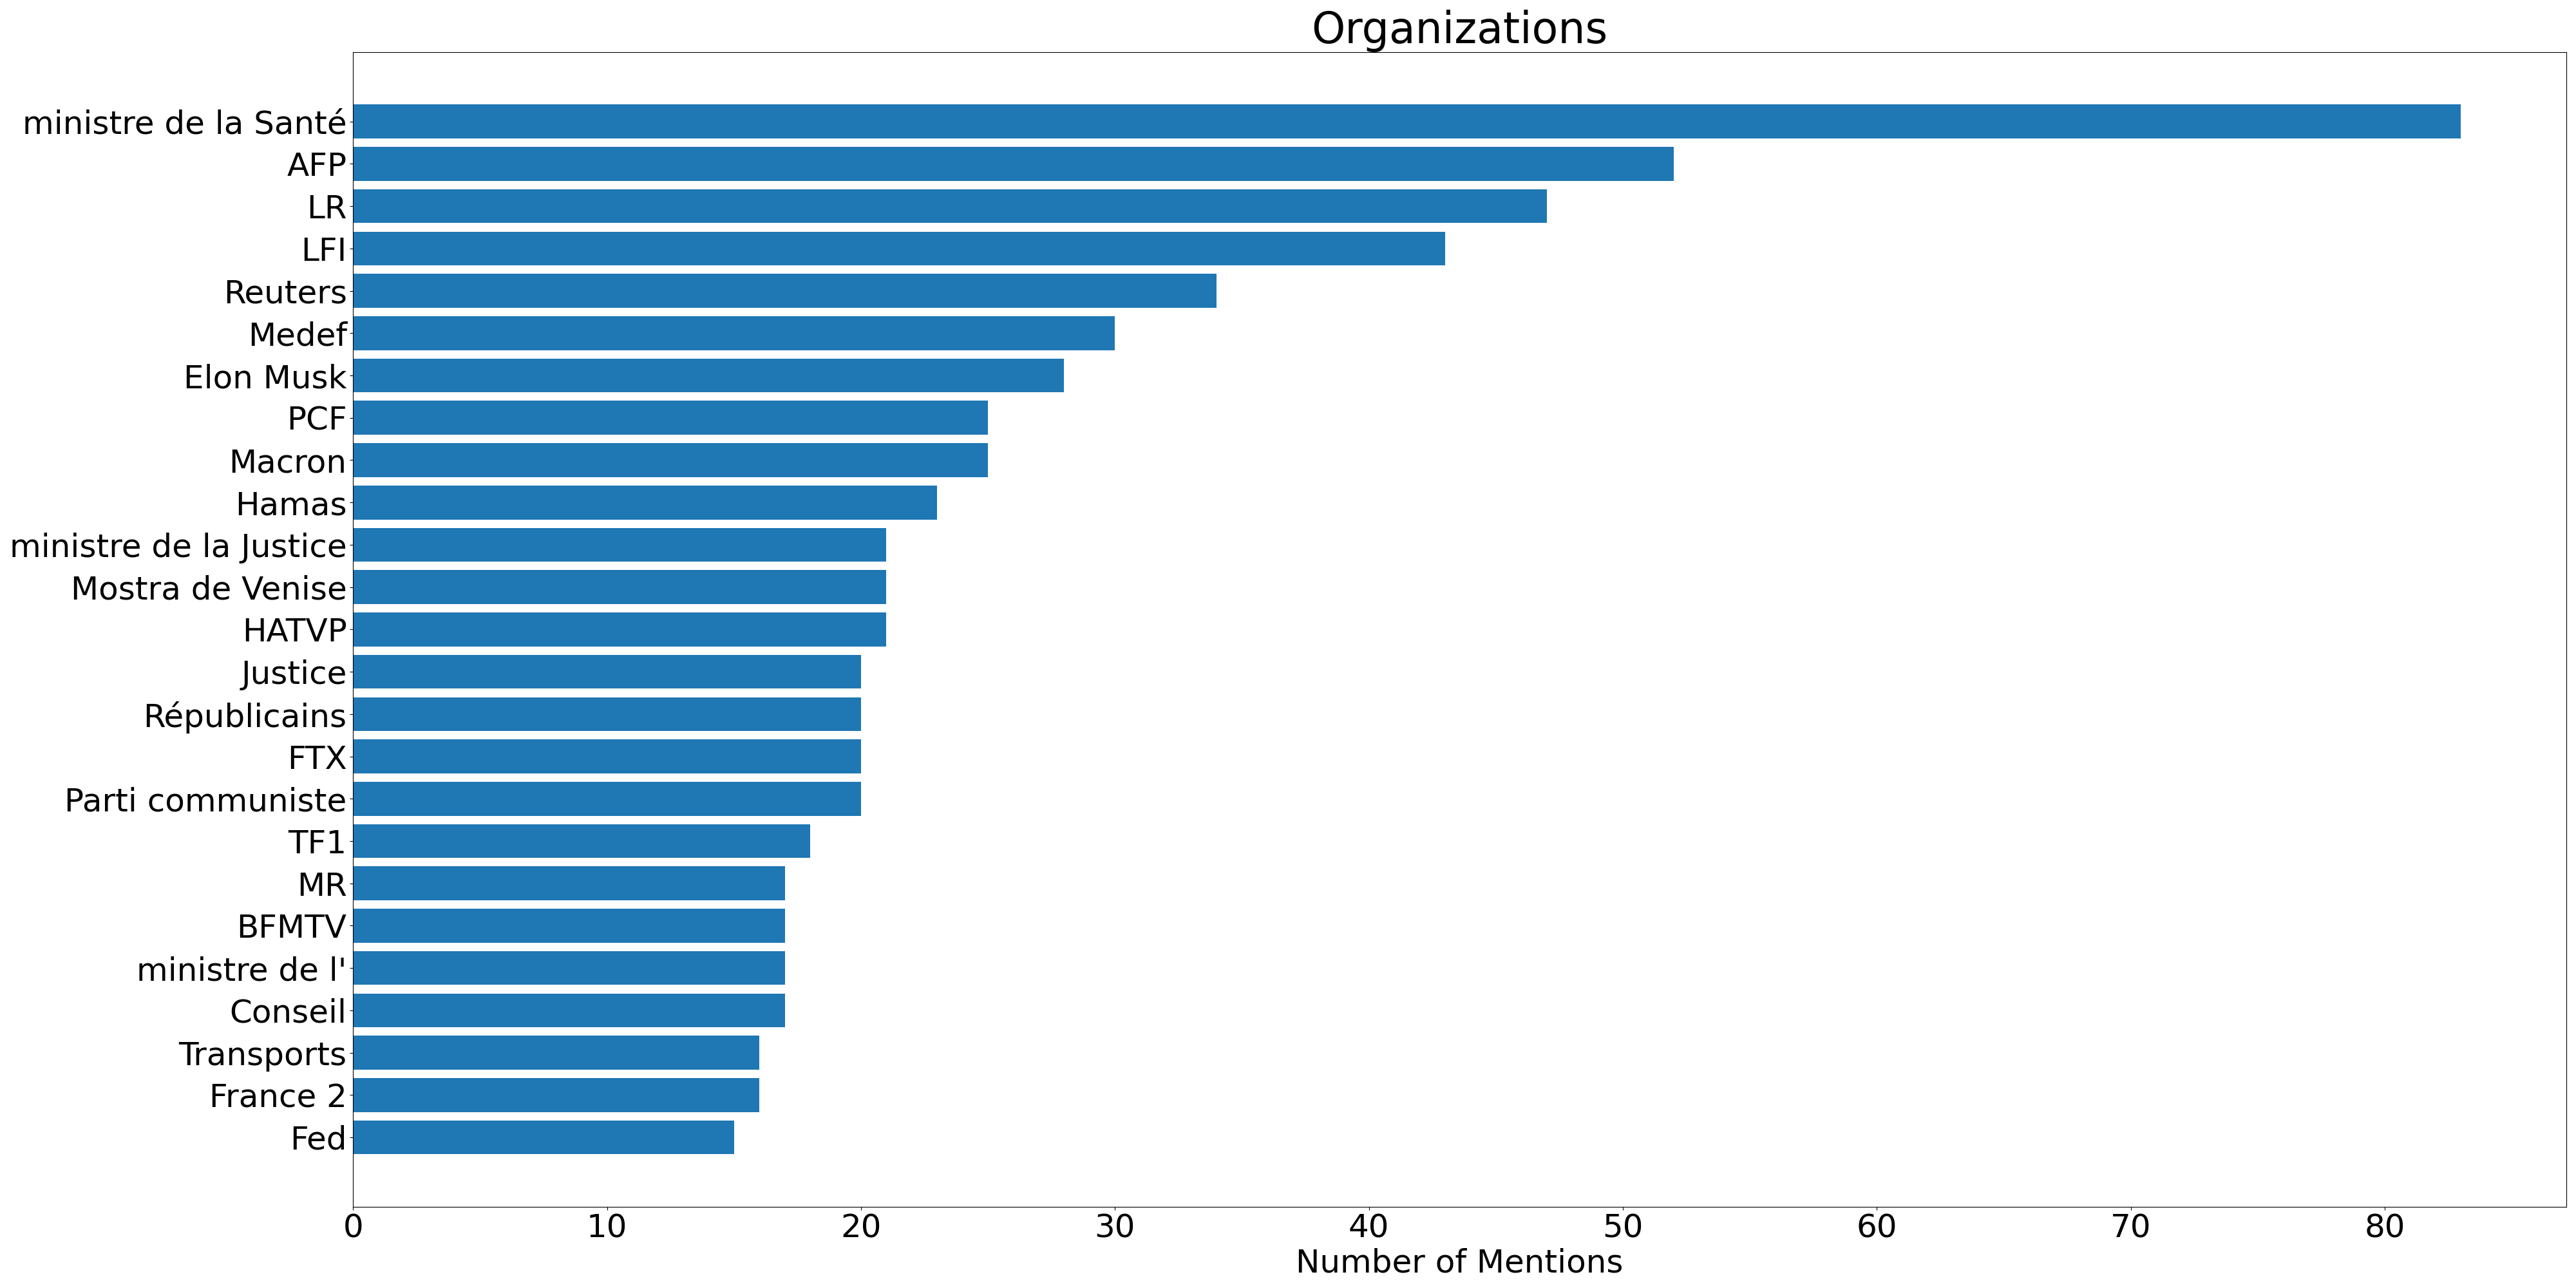 Organizations
ministre de la Santé
AFP
LR
LFI
Reuters
Medef
Elon Musk
PCF
Macron
Hamas
ministre de la Justice
Mostra de Venise
HATVP
Justice
Républicains
FTX
Parti communiste
TF1
MR
BFMTV
ministre de l'
Conseil
Transports
France 2
Fed
0 10 20 30 40 50 60 70 80
Number of Mentions